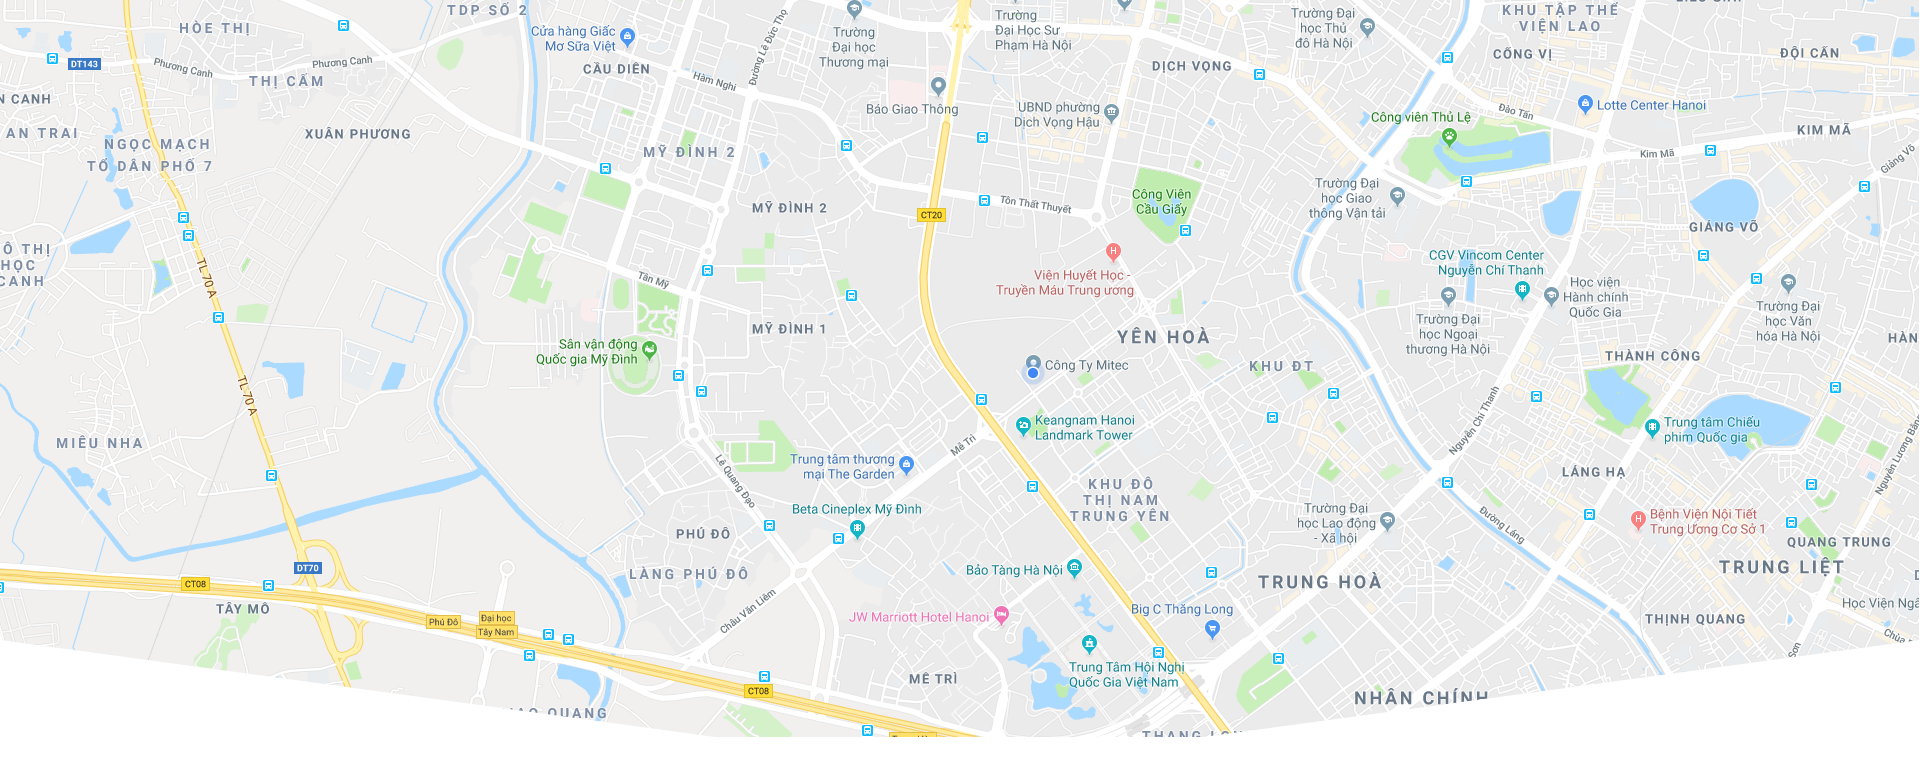 TDP SỐ 2
HÒE THỊ
Cửa hàng Giấc
Mơ Sữa Việt
Trường
Đại học
Thương mại
Trường
Đại Học Sư
Phạm Hà Nội
Trường Đại
học Thủ
đô Hà Nội
KHU TẬP THỂ
VIỆN LAO
CỐNG VỊ
ĐỘI CẤN
DT143
Phương Canh
Phương Canh
THỊ CẤM
CẦU DIỄN
Hàm Nghi
Đường Lê Đức Thọ
DỊCH VỌNG
Báo Giao Thông
UBND phường
Dịch Vọng Hậu
Đào Tấn
Lotte Center Hanoi
Công viên Thủ Lệ
KIM MÃ
N CANH
AN TRAI
XUÂN PHƯƠNG
NGỌC MẠCH
TỔ DÂN PHỐ 7
MỸ ĐÌNH 2
Kim Mã
Giảng Võ
Công Viên
Cầu Giấy
Trường Đại
học Giao
thông Vận tải
MỸ ĐÌNH 2
CT20
Tôn Thất Thuyết
GIẢNG VÕ
Ô THỊ
HỌC
CANH
TL 70 A
Tân Mỹ
Viện Huyết Học -
Truyền Máu Trung ương
CGV Vincom Center
Nguyễn Chí Thanh
Học viện
Hành chính
Quốc Gia
Trường Đại
học Ngoại
thương Hà Nội
Trường Đại
học Văn
hóa Hà Nội
MỸ ĐÌNH 1
YÊN HOÀ
HÀN
Sân vận động
Quốc gia Mỹ Đình
Công Ty Mitec
KHU ĐT
THÀNH CÔNG
TL 70 A
Keangnam Hanoi
Landmark Tower
Nguyễn Chí Thanh
Trung tâm Chiếu
phim Quốc gia
MIÊU NHA
Mễ Trì
Nguyễn Lương Bằng
Trung tâm thương
mại The Garden
Lê Quang Đạo
KHU ĐÔ
THỊ NAM
TRUNG YÊN
LÁNG HẠ
Beta Cineplex Mỹ Đình
Trường Đại
học Lao động
- Xã hội
Đường Láng
Bệnh Viện Nội Tiết
Trung Ương Cơ Sở 1
PHÚ ĐÔ
QUANG TRUNG
DT70
LÀNG PHÚ ĐÔ
Bảo Tàng Hà Nội
TRUNG HOÀ
TRUNG LIỆT
CT08
TÂY MỖ
Phú Đô
Đại học
Tây Nam
Châu Văn Liêm
JW Marriott Hotel Hanoi
Big C Thăng Long
THỊNH QUANG
Trung Tâm Hội Nghị
Quốc Gia Việt Nam
MỄ TRÌ
CT08
NHÂN CHÍNH